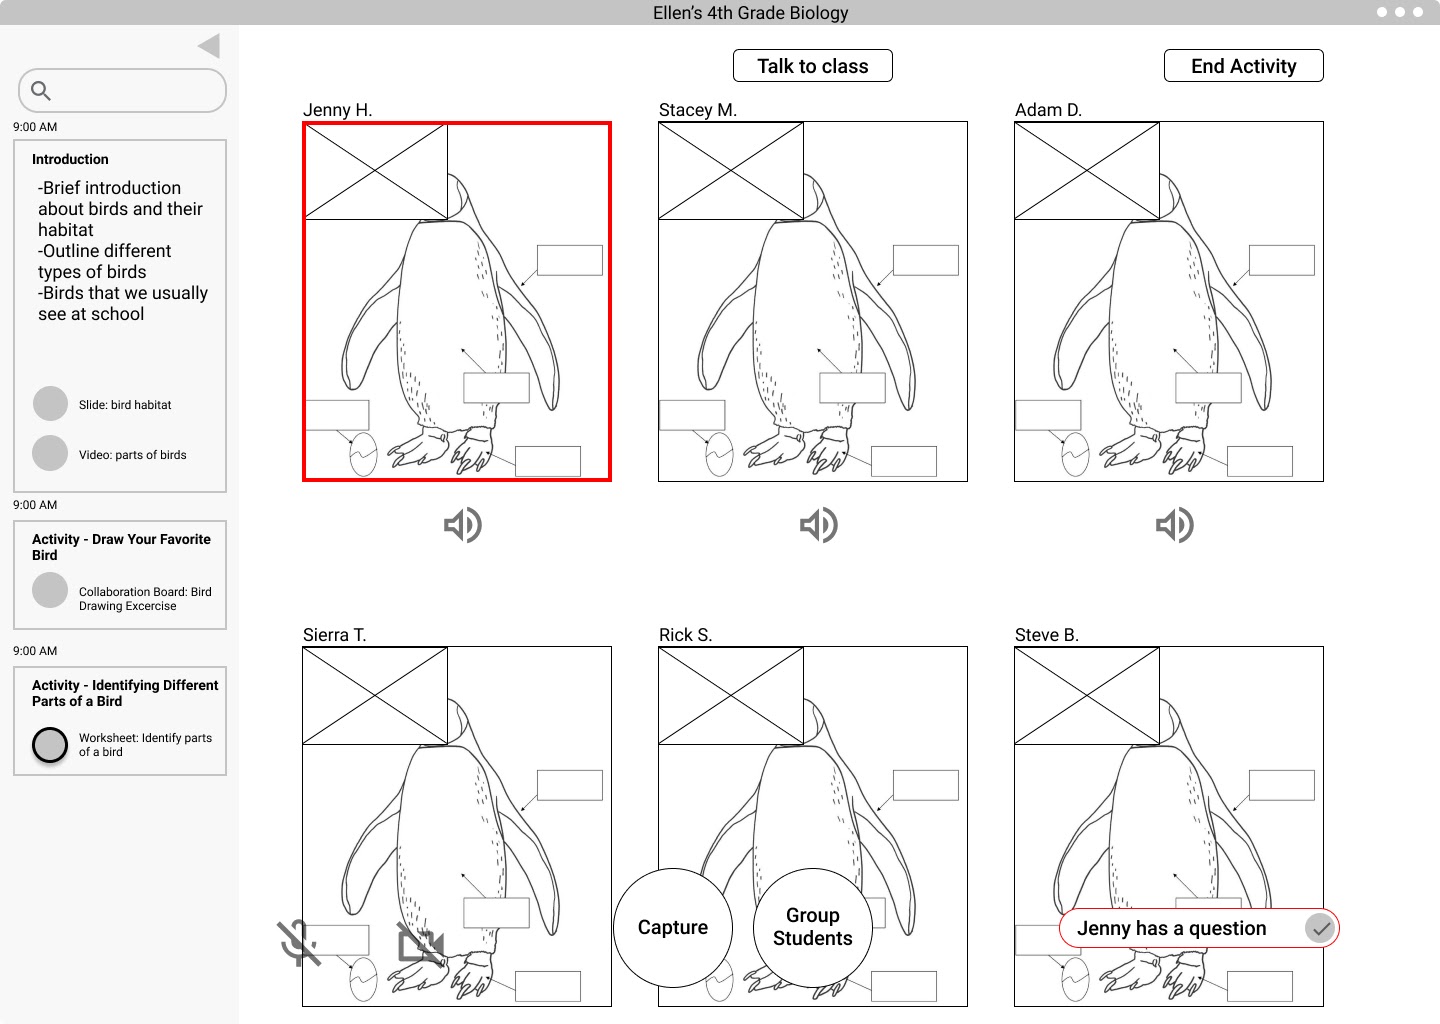 Ellen’s 4th Grade Biology
Talk to class
End Activity
9:00 AM
Introduction
-Brief introduction
about birds and their
habitat
-Outline different
types of birds
-Birds that we usually
see at school
Slide: bird habitat
Video: parts of birds
9:00 AM
Activity - Draw Your Favorite
Bird
Collaboration Board: Bird
Drawing Excercise
9:00 AM
Activity - Identifying Different
Parts of a Bird
Worksheet: Identify parts
of a bird
Jenny H.
Stacey M.
Adam D.
Sierra T.
Rick S.
Steve B.
Capture
Group
Students
Jenny has a question